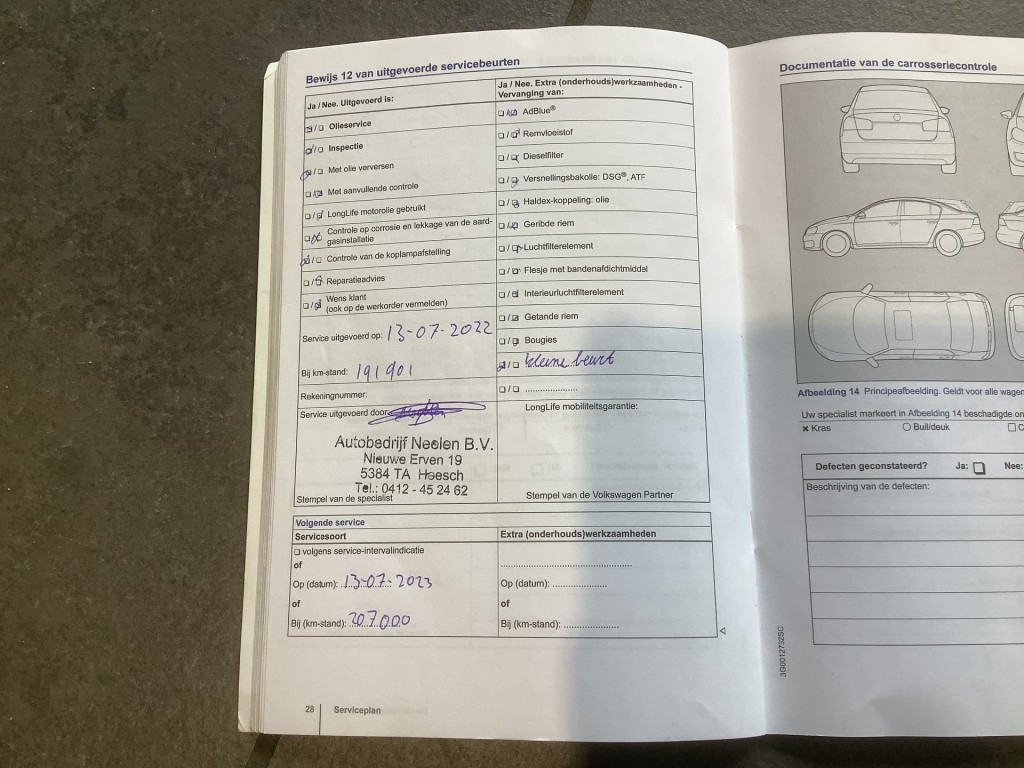 Bewijs 12 van uitgevoerde servicebeurten
Ja / Nee. Uitgevoerd is:
Olieservice
Inspectie
Met olie verversen
Met aanvullende controle
LongLife motorolie gebruikt
Controle op corrosie en lekkage van de aard-
gasinstallatie
Controle van de koplampafstelling
Reparatieadvies
Wens klant
(ook op de werkorder vermelden)
Service uitgevoerd op: 13-07-2022
Bij km-stand: 191901
Rekeningnummer:
Service uitgevoerd door:
Autobedrijf Neelen B.V.
Nieuwe Erven 19
5384 TA Heesch
Tel.: 0412 - 45 24 62
Stempel van de specialist
Ja / Nee. Extra (onderhouds)werkzaamheden -
Vervanging van:
AdBlue®
Remvloeistof
Dieselfilter
Versnellingsbakolie: DSG®, ATF
Haldex-koppeling: olie
Geribde riem
Luchtfilterelement
Flesje met bandenafdichtmiddel
Interieurluchtfilterelement
Getande riem
Bougies
kleine beurt
LongLife mobiliteitsgarantie:
Stempel van de Volkswagen Partner
Volgende service
Servicesoort
volgens service-intervalindicatie
of
Op (datum): 13-07-2023
of
Bij (km-stand): 207000
Extra (onderhouds)werkzaamheden
Op (datum):
of
Bij (km-stand):
28 Serviceplan
Documentatie van de carrosseriecontrole
Afbeelding 14 Principeafbeelding. Geldt voor alle wagen
Uw specialist markeert in Afbeelding 14 beschadigde
× Kras
Buil/deuk
Defecten geconstateerd? Ja: Nee:
Beschrijving van de defecten:
3G0012732SC